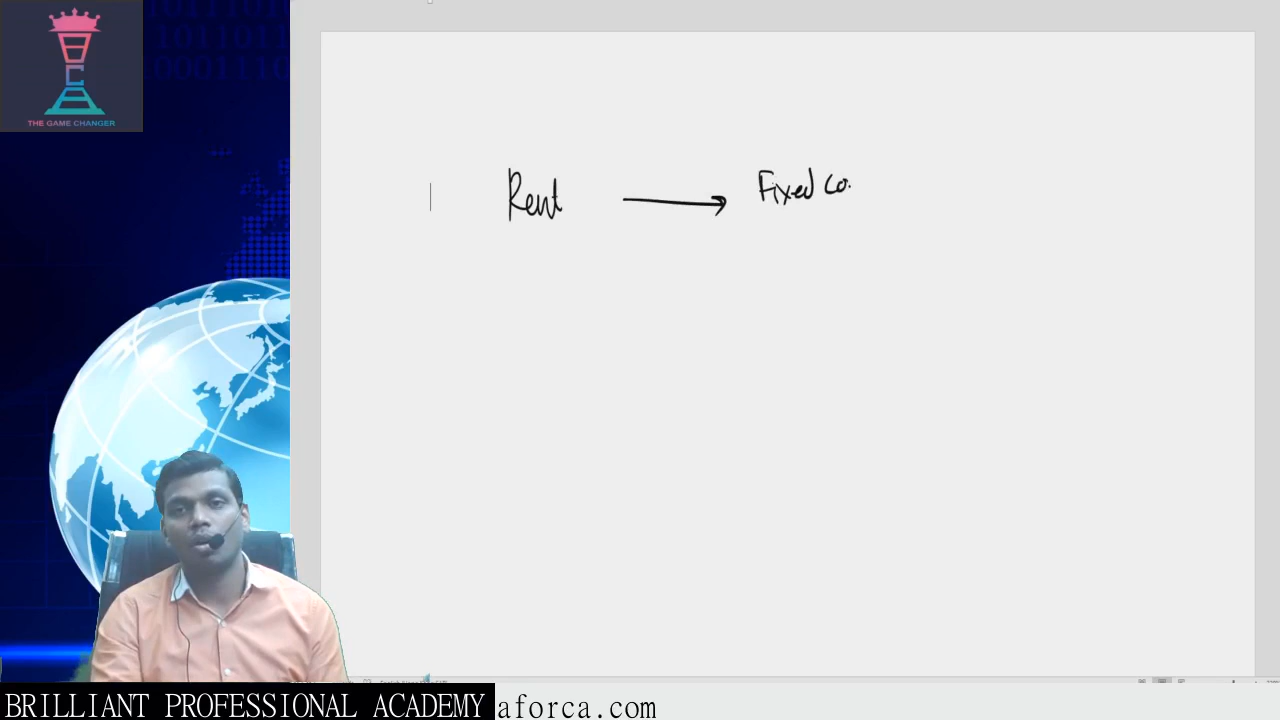 THE GAME CHANGER
Rent → Fixed Co.
BRILLIANT PROFESSIONAL ACADEMY aforca.com